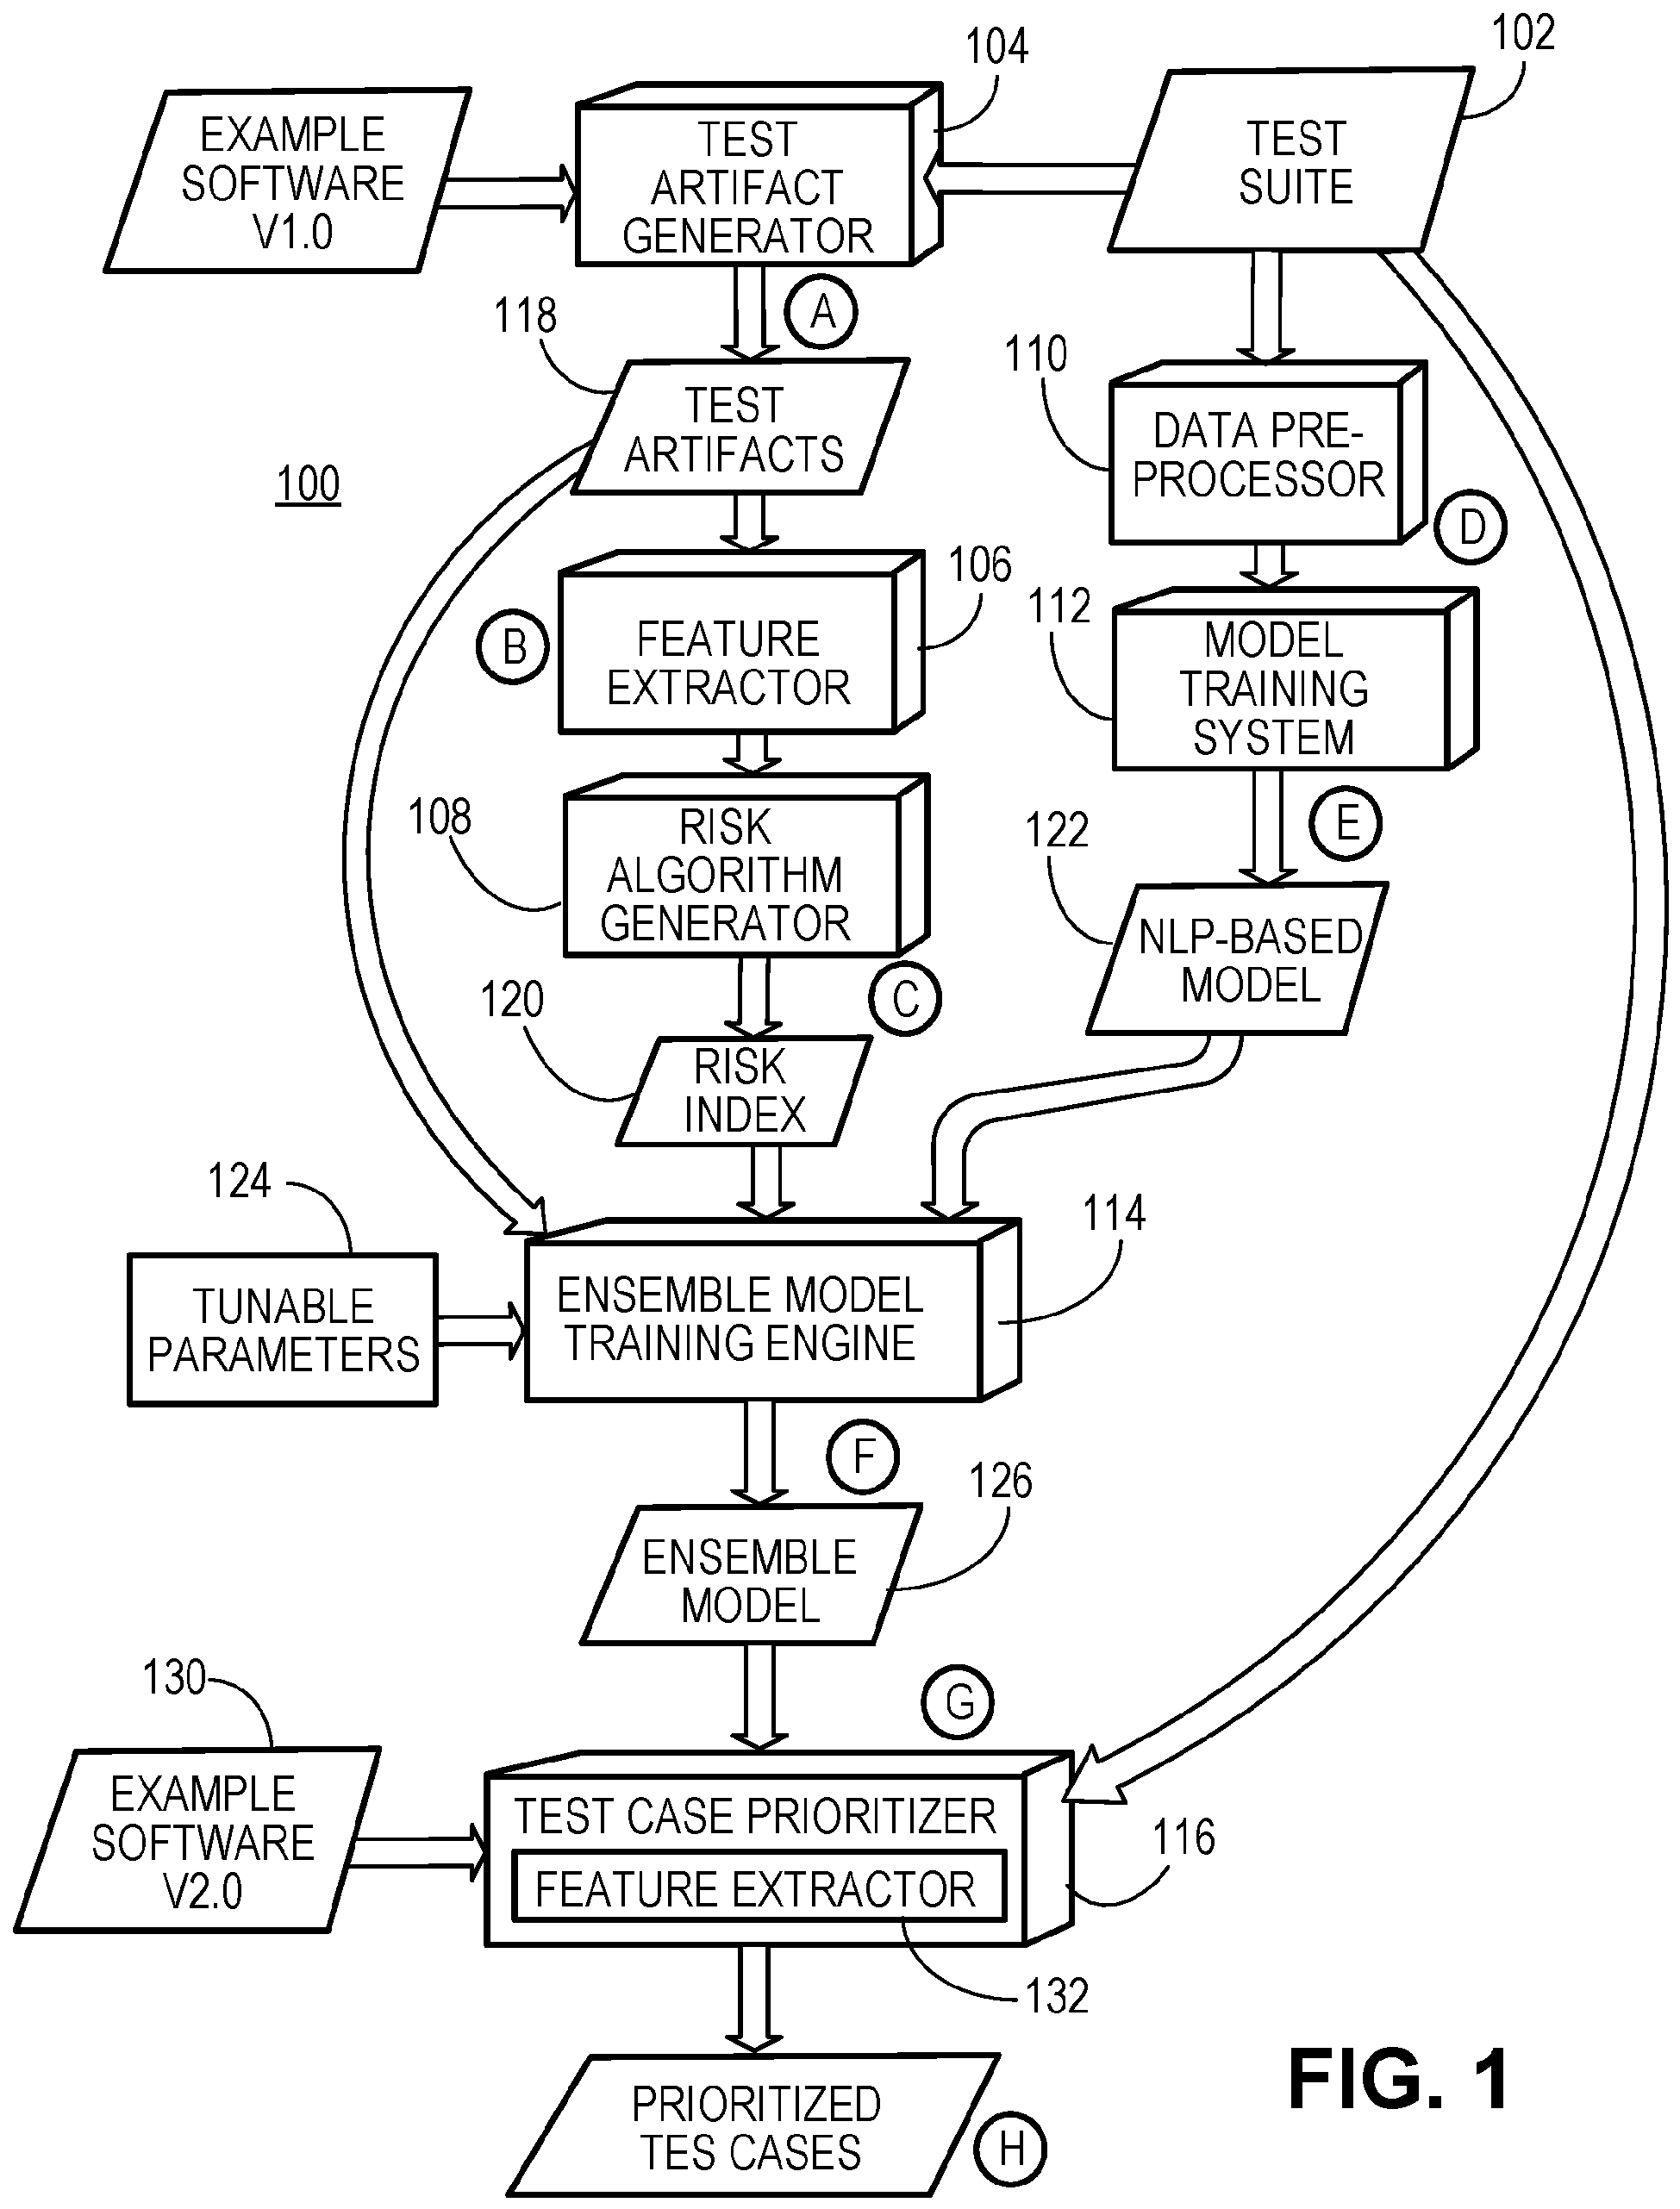 104
102
EXAMPLE
SOFTWARE
V1.0
TEST
ARTIFACT
GENERATOR
TEST
SUITE
A
118
TEST
ARTIFACTS
110
DATA PRE-
PROCESSOR
100
D
106
B
FEATURE
EXTRACTOR
112
MODEL
TRAINING
SYSTEM
108
RISK
ALGORITHM
GENERATOR
E
122
NLP-BASED
MODEL
C
120
RISK
INDEX
124
TUNABLE
PARAMETERS
114
ENSEMBLE MODEL
TRAINING ENGINE
F
126
ENSEMBLE
MODEL
130
G
EXAMPLE
SOFTWARE
V2.0
TEST CASE PRIORITIZER
FEATURE EXTRACTOR
116
132
PRIORITIZED
TES CASES
H
FIG. 1